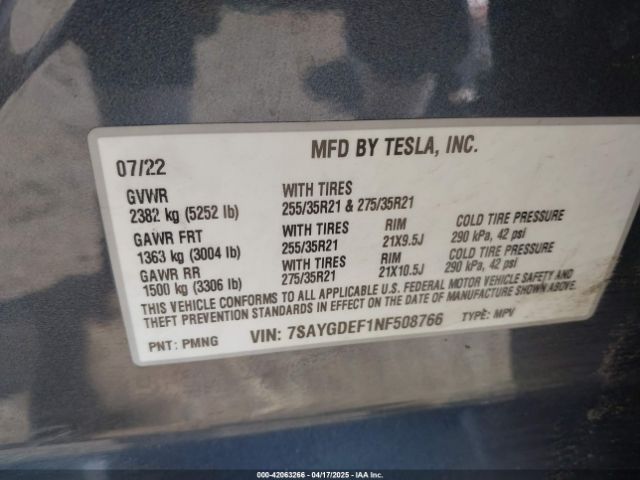 MFD BY TESLA, INC.
07/22
GVWR
2382 kg (5252 lb)
WITH TIRES
255/35R21 & 275/35R21
GAWR FRT
1363 kg (3004 lb)
WITH TIRES
255/35R21
RIM
21X9.5J
COLD TIRE PRESSURE
290 kPa, 42 psi
GAWR RR
1500 kg (3306 lb)
WITH TIRES
275/35R21
RIM
21X10.5J
COLD TIRE PRESSURE
290 kPa, 42 psi
THIS VEHICLE CONFORMS TO ALL APPLICABLE U.S. FEDERAL MOTOR VEHICLE SAFETY AND
THEFT PREVENTION STANDARDS IN EFFECT ON THE DATE OF MANUFACTURE SHOWN ABOVE.
PNT: PMNG
VIN: 7SAYGDEF1NF508766
TYPE: MPV
000-42063266 - 04/17/2025 - IAA Inc.